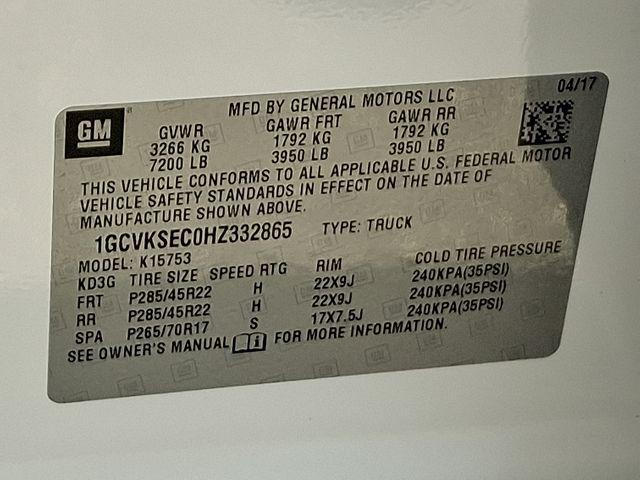 04/17
GM
MFD BY GENERAL MOTORS LLC
GVWR GAWR FRT GAWR RR
3266 KG 1792 KG 1792 KG
7200 LB 3950 LB 3950 LB
THIS VEHICLE CONFORMS TO ALL APPLICABLE U.S. FEDERAL MOTOR
VEHICLE SAFETY STANDARDS IN EFFECT ON THE DATE OF
MANUFACTURE SHOWN ABOVE.
1GCVKSEC0HZ332865 TYPE: TRUCK
MODEL: K15753
KD3G TIRE SIZE SPEED RTG RIM COLD TIRE PRESSURE
FRT P285/45R22 H 22X9J 240KPA(35PSI)
RR P285/45R22 H 22X9J 240KPA(35PSI)
SPA P265/70R17 S 17X7.5J 240KPA(35PSI)
SEE OWNER'S MANUAL i FOR MORE INFORMATION.